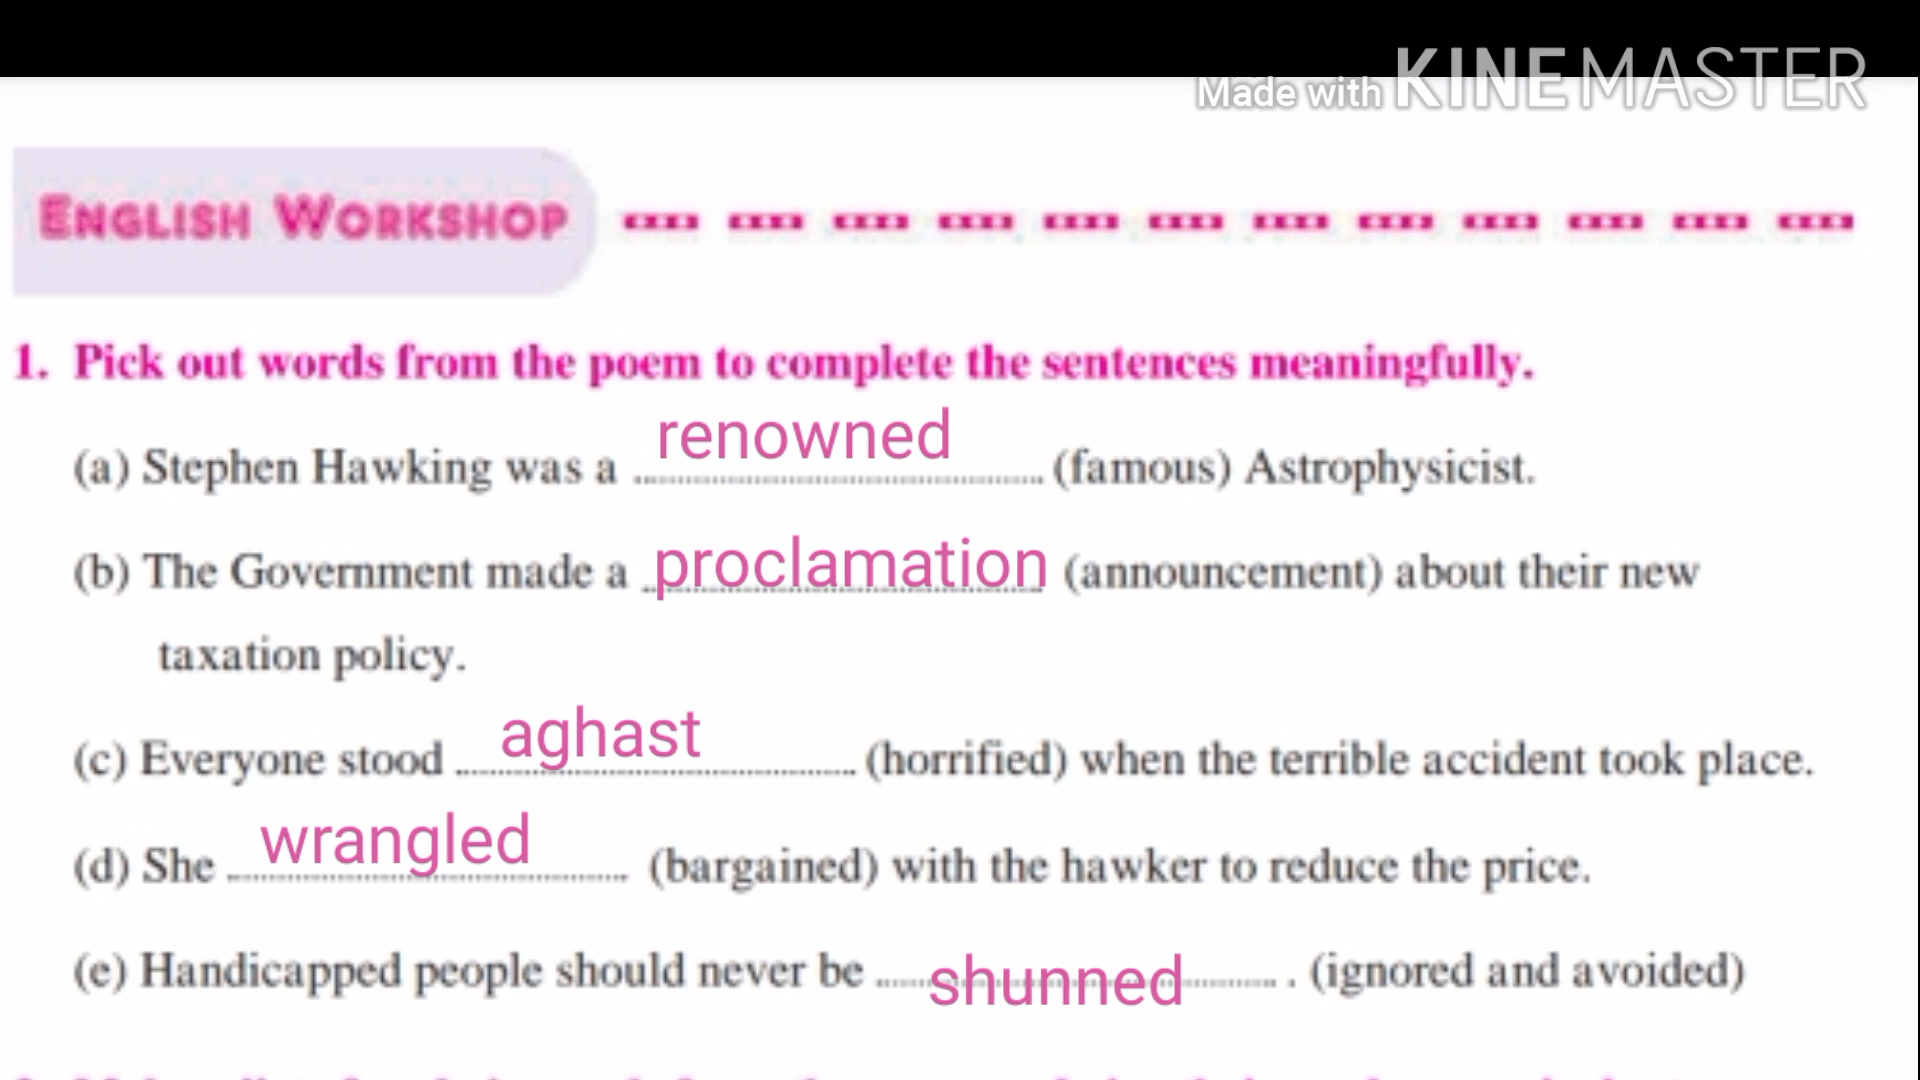 Made with KINEMASTER
ENGLISH WORKSHOP
1. Pick out words from the poem to complete the sentences meaningfully.
(a) Stephen Hawking was a renowned (famous) Astrophysicist.
(b) The Government made a proclamation (announcement) about their new
taxation policy.
(c) Everyone stood aghast (horrified) when the terrible accident took place.
(d) She wrangled (bargained) with the hawker to reduce the price.
(e) Handicapped people should never be shunned . (ignored and avoided)